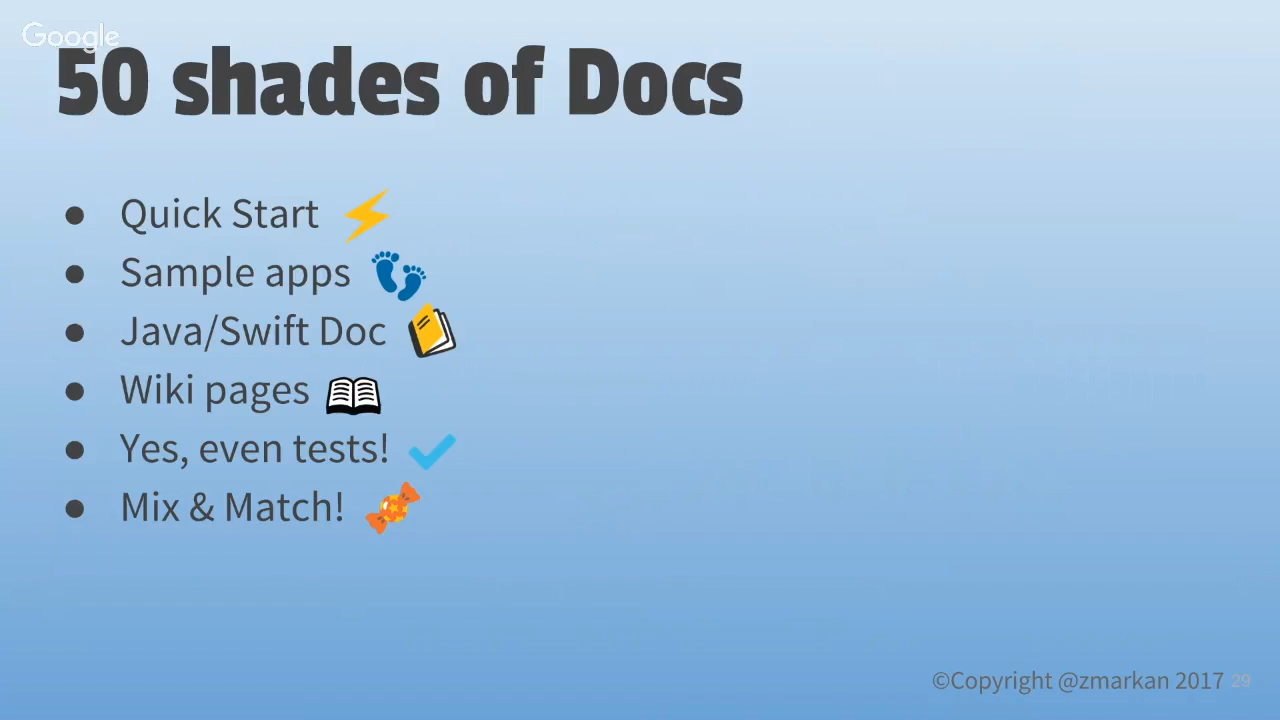 Google
50 shades of Docs
● Quick Start ⚡
● Sample apps 👣
● Java/Swift Doc 📒
● Wiki pages 📖
● Yes, even tests! ✔
● Mix & Match! 🍬
©Copyright @zmarkan 2017 29